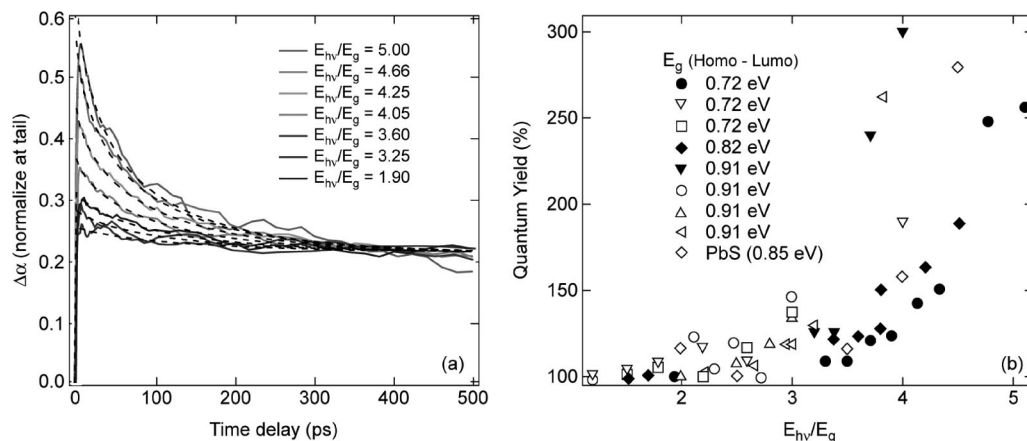 0.6
0.5
0.4
0.3
0.2
0.1
0.0
Δα (normalize at tail)
E_hν/E_g = 5.00
E_hν/E_g = 4.66
E_hν/E_g = 4.25
E_hν/E_g = 4.05
E_hν/E_g = 3.60
E_hν/E_g = 3.25
E_hν/E_g = 1.90
(a)
0 100 200 300 400 500
Time delay (ps)
300
250
200
150
100
Quantum Yield (%)
E_g (Homo - Lumo)
0.72 eV
0.72 eV
0.72 eV
0.82 eV
0.91 eV
0.91 eV
0.91 eV
0.91 eV
PbS (0.85 eV)
(b)
2 3 4 5
E_hν/E_g